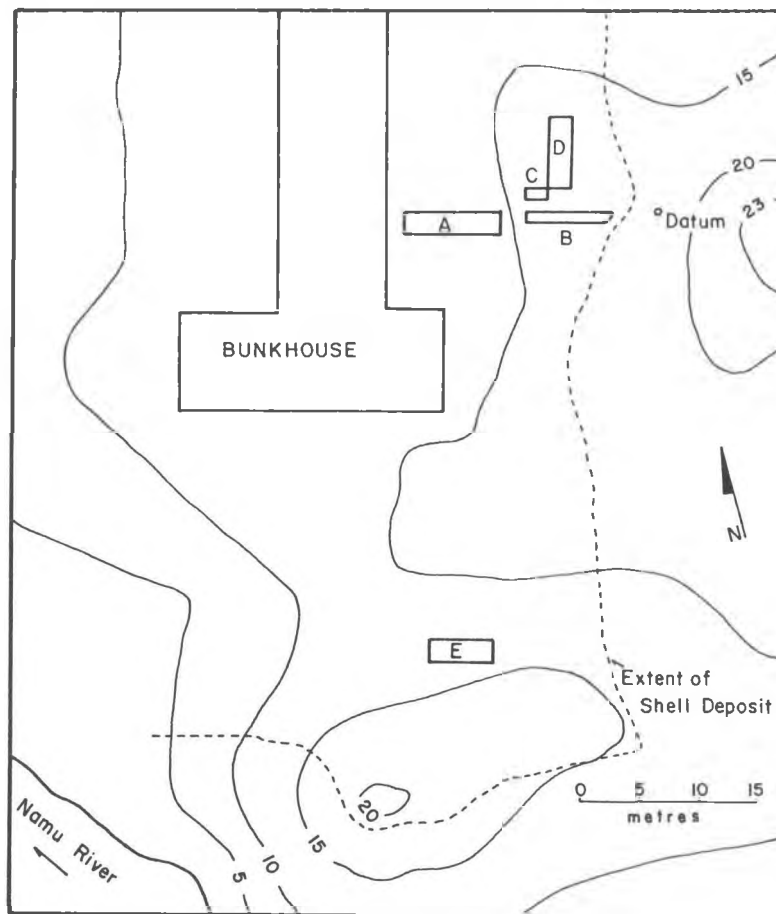 15
20
23
D
C
A
B
Datum
BUNKHOUSE
N
E
Extent of
Shell Deposit
20
0 5 10 15
metres
Namu River
5
10
15